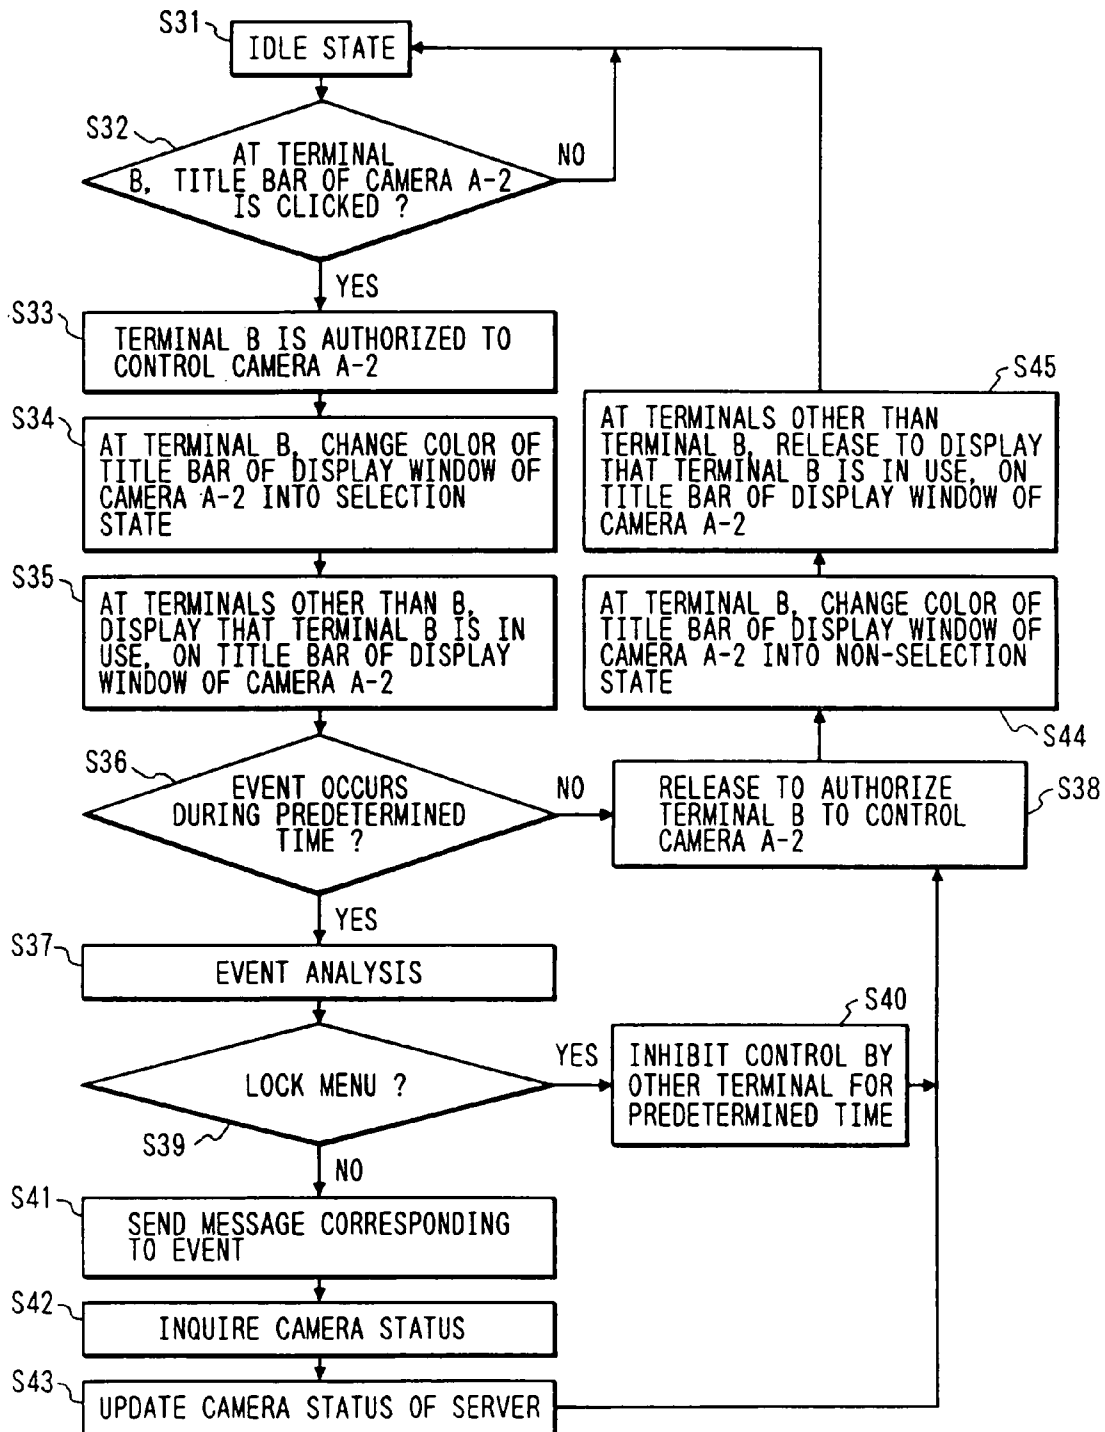 S31
IDLE STATE
S32
AT TERMINAL
B, TITLE BAR OF CAMERA A-2
IS CLICKED ?
NO
YES
S33
TERMINAL B IS AUTHORIZED TO
CONTROL CAMERA A-2
S34
AT TERMINAL B, CHANGE COLOR OF
TITLE BAR OF DISPLAY WINDOW OF
CAMERA A-2 INTO SELECTION
STATE
S35
AT TERMINALS OTHER THAN B,
DISPLAY THAT TERMINAL B IS IN
USE, ON TITLE BAR OF DISPLAY
WINDOW OF CAMERA A-2
S36
EVENT OCCURS
DURING PREDETERMINED
TIME ?
NO
YES
S37
EVENT ANALYSIS
LOCK MENU ?
S39
YES
NO
S40
INHIBIT CONTROL BY
OTHER TERMINAL FOR
PREDETERMINED TIME
S41
SEND MESSAGE CORRESPONDING
TO EVENT
S42
INQUIRE CAMERA STATUS
S43
UPDATE CAMERA STATUS OF SERVER
S38
RELEASE TO AUTHORIZE
TERMINAL B TO CONTROL
CAMERA A-2
AT TERMINAL B, CHANGE COLOR OF
TITLE BAR OF DISPLAY WINDOW OF
CAMERA A-2 INTO NON-SELECTION
STATE
S44
S45
AT TERMINALS OTHER THAN
TERMINAL B, RELEASE TO DISPLAY
THAT TERMINAL B IS IN USE, ON
TITLE BAR OF DISPLAY WINDOW OF
CAMERA A-2